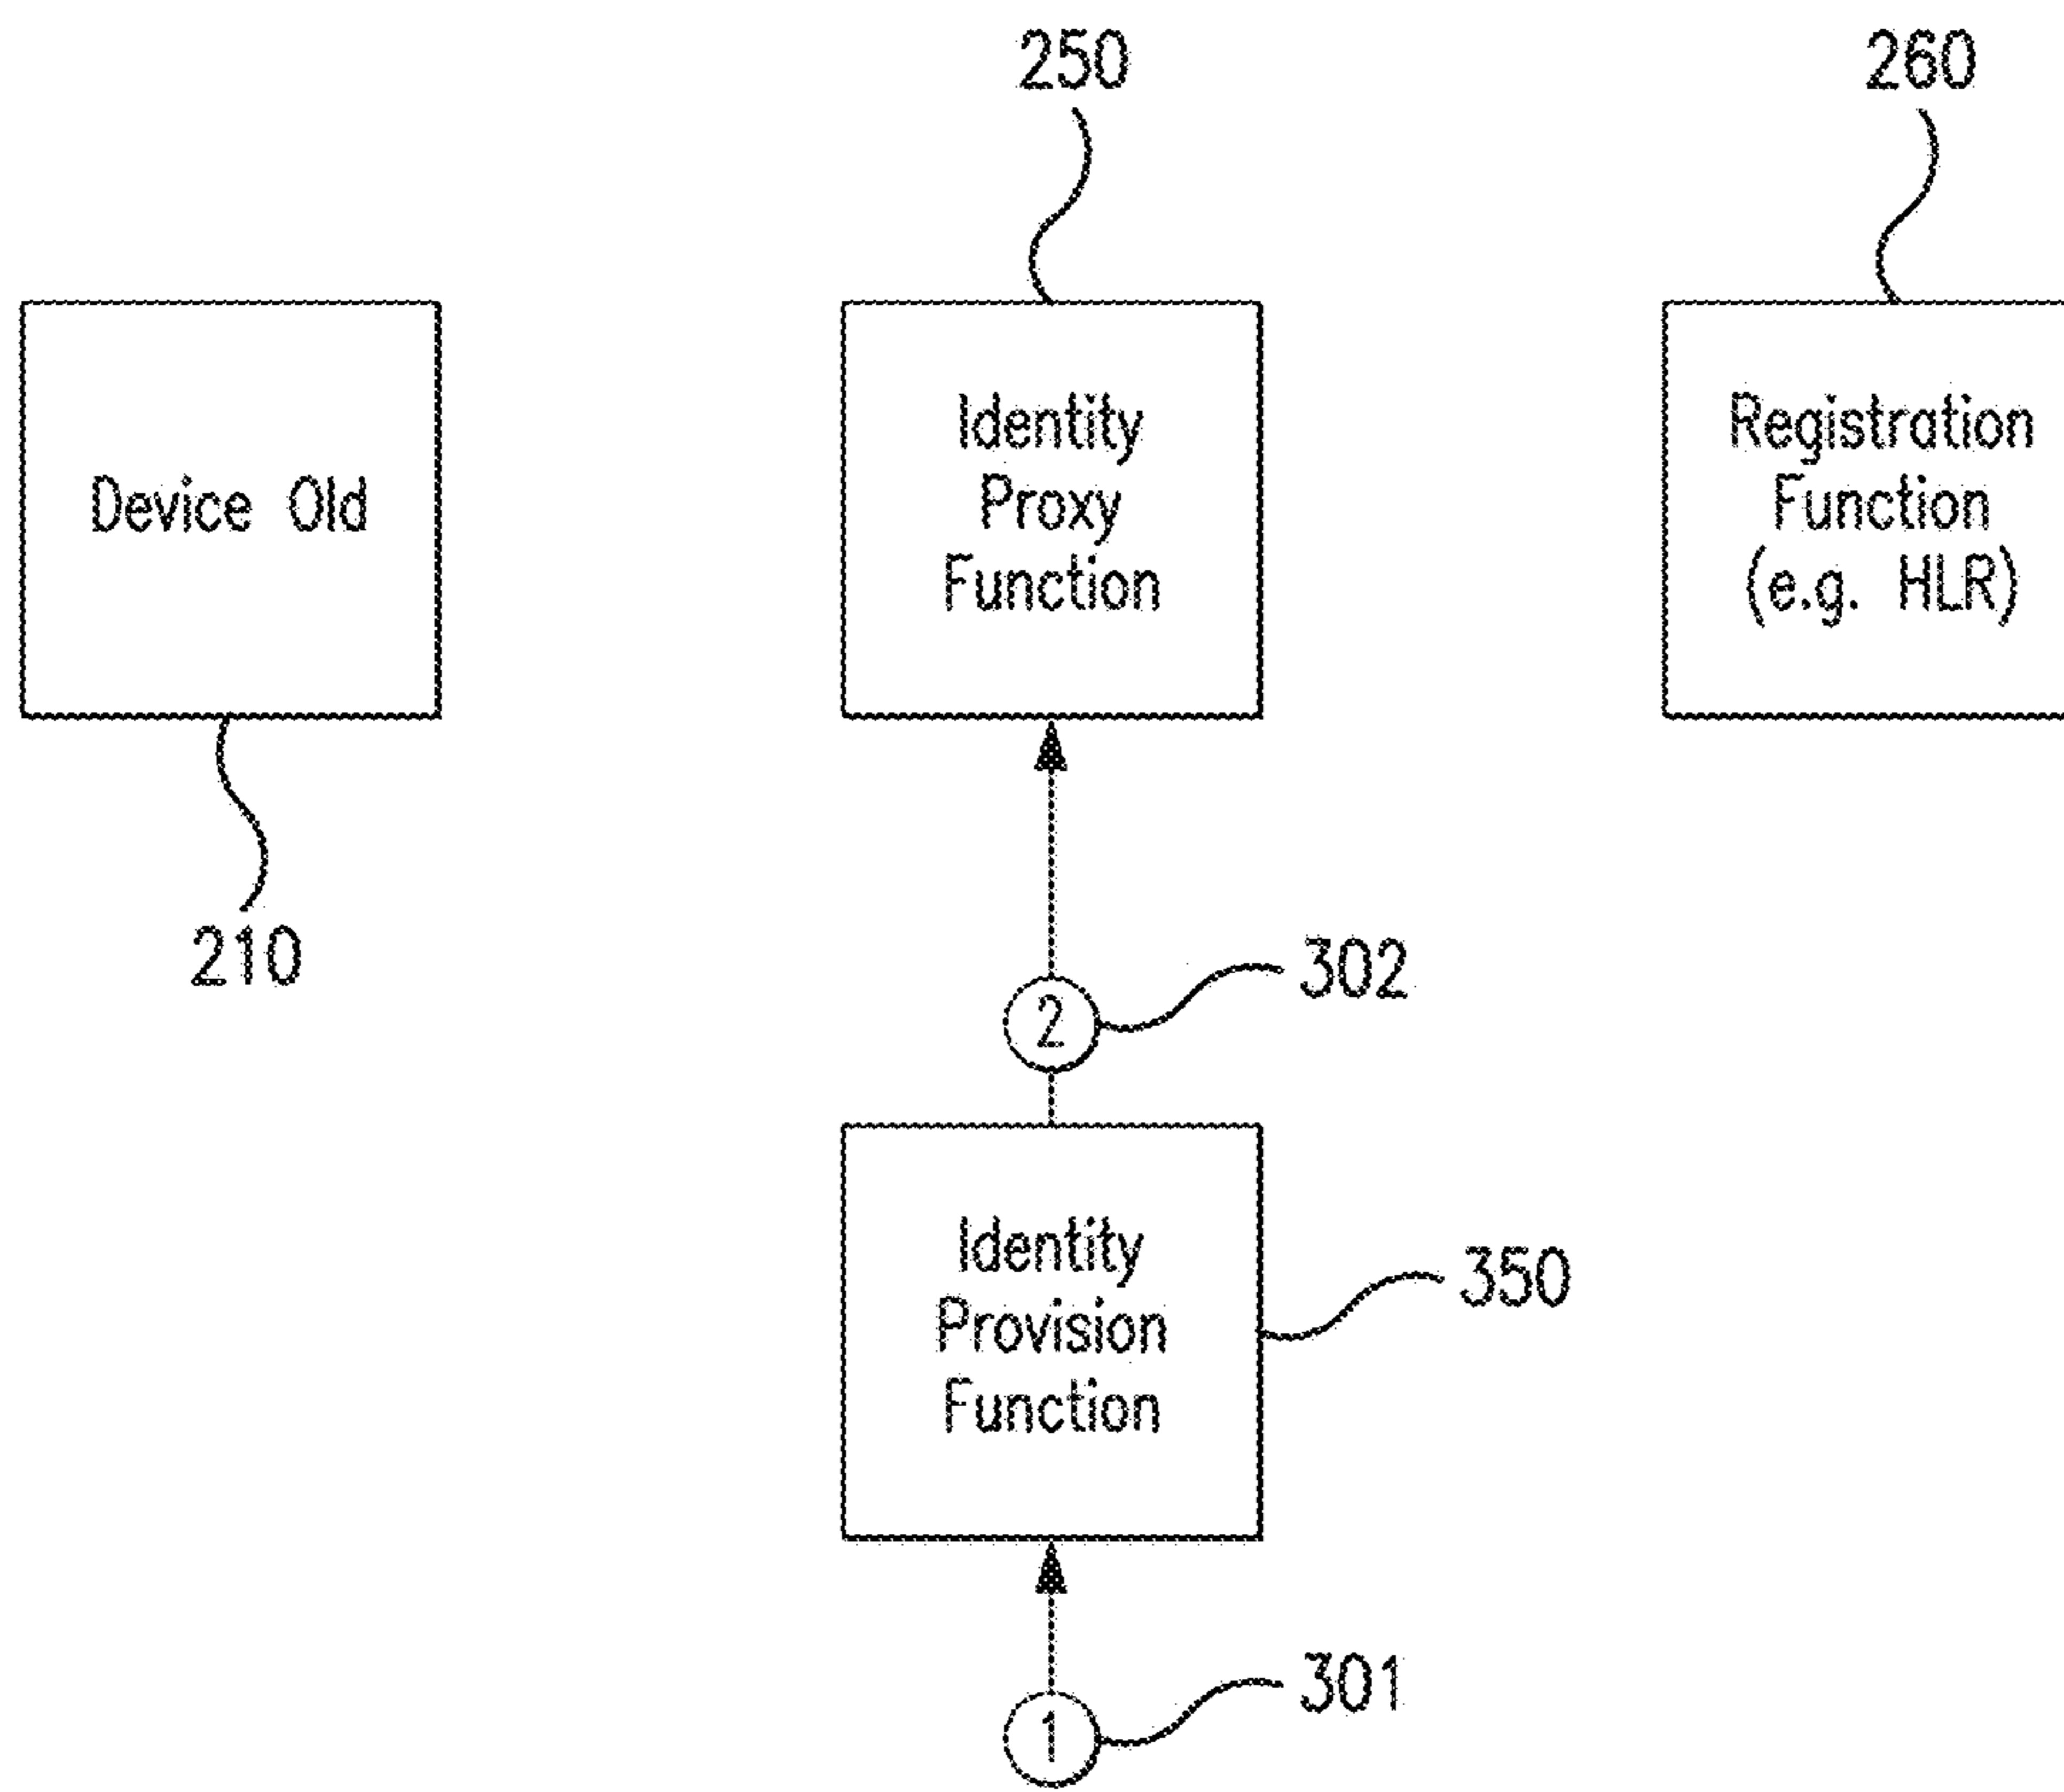 250
260
Device Old
Identity
Proxy
Function
Registration
Function
(e.g. HLR)
210
302
2
Identity
Provision
Function
350
301
1